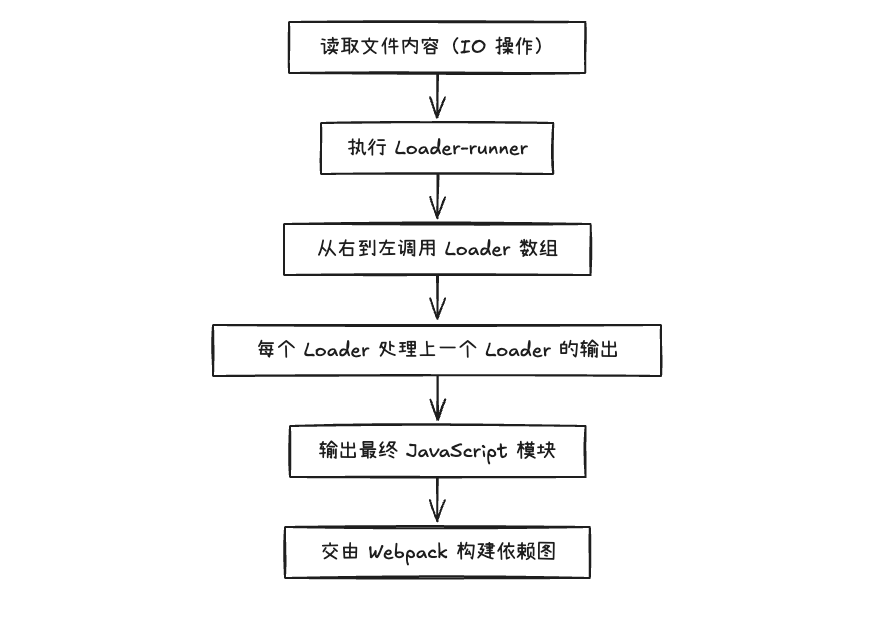 读取文件内容（IO 操作）
执行 Loader-runner
从右到左调用 Loader 数组
每个 Loader 处理上一个 Loader 的输出
输出最终 JavaScript 模块
交由 Webpack 构建依赖图